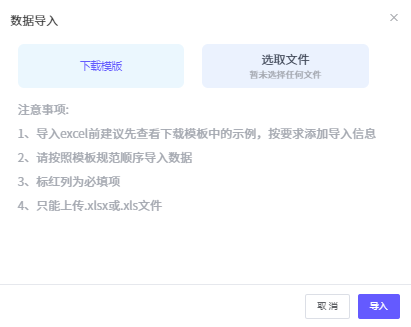 数据导入
×
下载模版
选取文件
暂未选择任何文件
注意事项:
1、导入excel前建议先查看下载模板中的示例，按要求添加导入信息
2、请按照模板规范顺序导入数据
3、标红列为必填项
4、只能上传.xlsx或.xls文件
取 消
导入